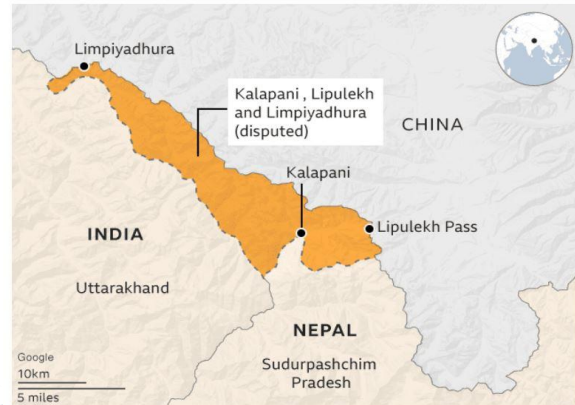 Limpiyadhura
Kalapani , Lipulekh
and Limpiyadhura
(disputed)
CHINA
Kalapani
Lipulekh Pass
INDIA
Uttarakhand
NEPAL
Sudurpashchim
Pradesh
Google
10km
5 miles